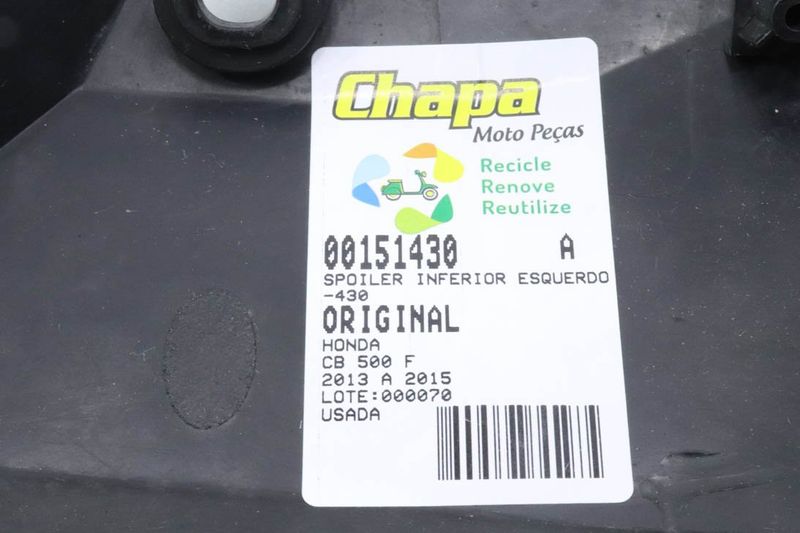 Chapa
Moto Peças
Recicle
Renove
Reutilize
00151430 A
SPOILER INFERIOR ESQUERDO
-430
ORIGINAL
HONDA
CB 500 F
2013 A 2015
LOTE:000070
USADA